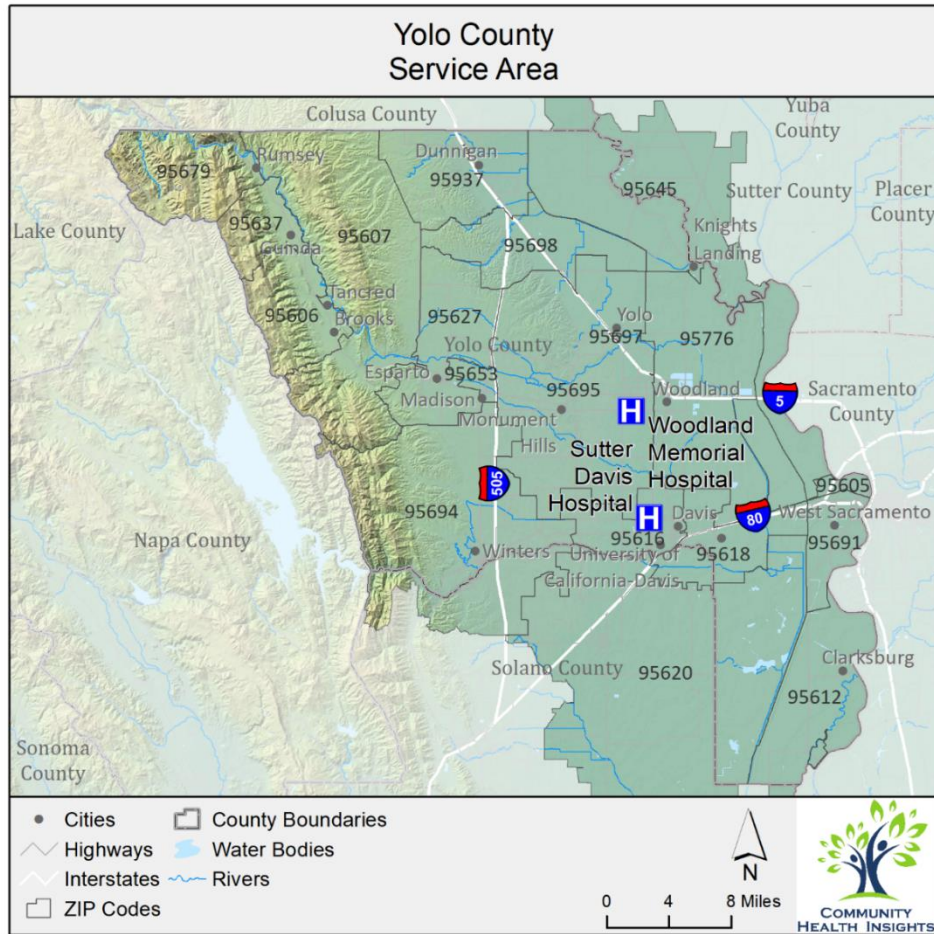 Yolo County
Service Area
Colusa County
Yuba
County
Rumsey
Dunnigan
95679
95937
95645
Sutter County
Placer
County
Lake County
95637
95607
Guinda
95698
Knights
Landing
Tancred
95606
Brooks
95627
Yolo
95697
95776
Yolo County
Esparto
95653
Madison
95695
Woodland
5
Sacramento
County
Monument
Hills
H
Woodland
Memorial
Hospital
Sutter
Davis
Hospital
505
95605
95694
H
Davis
80
West Sacramento
Napa County
95616
95618
95691
Winters
University of
California-Davis
Solano County
95620
Clarksburg
95612
Sonoma
County
Cities
County Boundaries
Highways
Water Bodies
Interstates
Rivers
ZIP Codes
N
0 4 8 Miles
COMMUNITY
HEALTH INSIGHTS